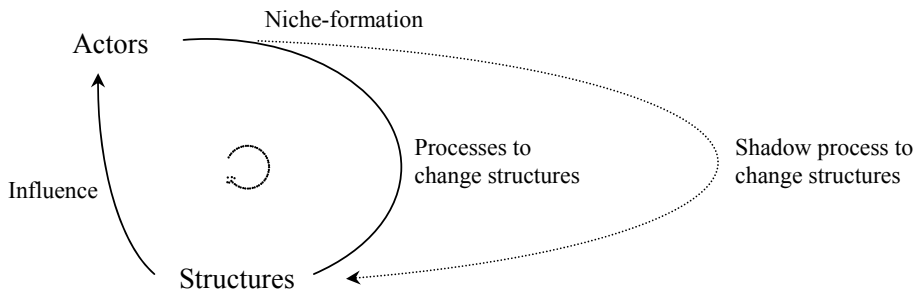 Niche-formation
Actors
Processes to
change structures
Shadow process to
change structures
Influence
Structures